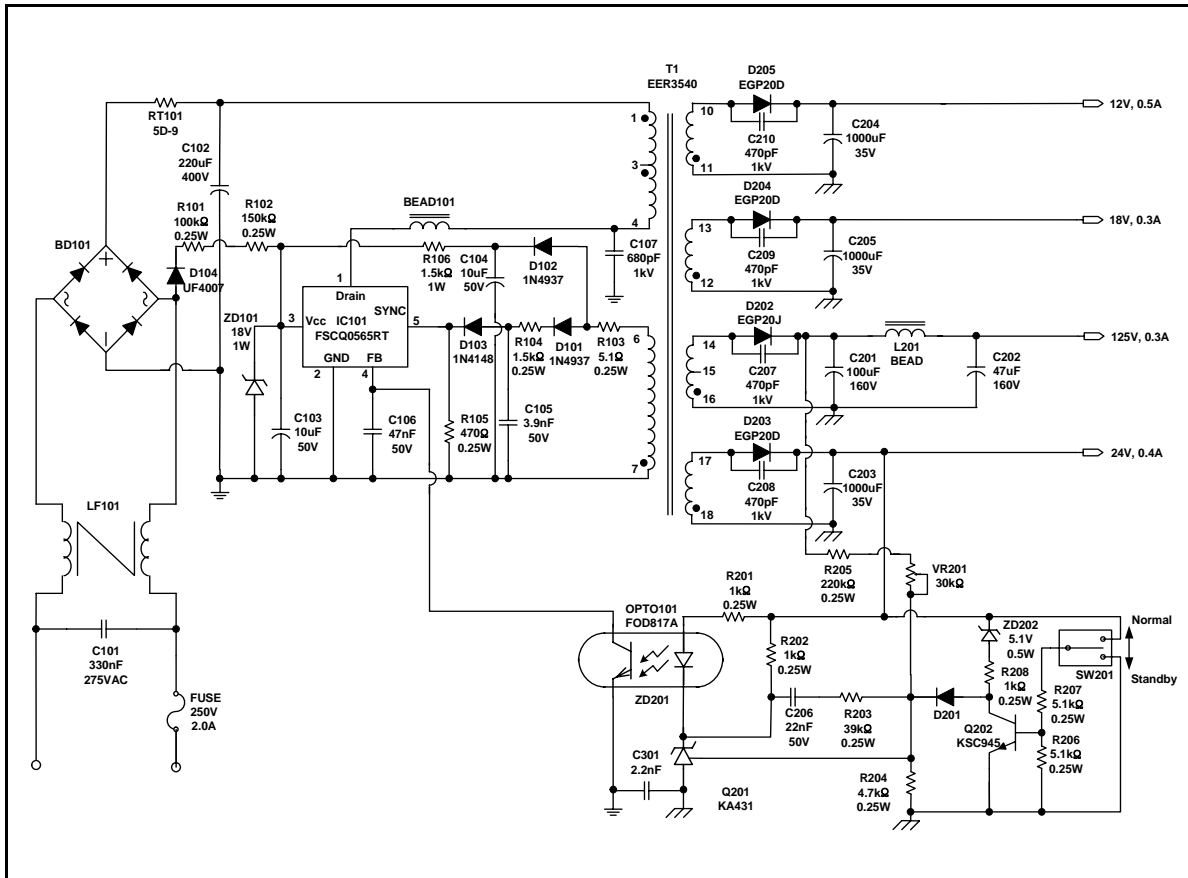 T1
EER3540
RT101
5D-9
C102
220uF
400V
1
3
4
10
11
D205
EGP20D
C210
470pF
1kV
C204
1000uF
35V
12V, 0.5A
D204
EGP20D
13
12
C209
470pF
1kV
C205
1000uF
35V
18V, 0.3A
BD101
R101
100kΩ
0.25W
R102
150kΩ
0.25W
D104
UF4007
BEAD101
R106
1.5kΩ
1W
C104
10uF
50V
D102
1N4937
C107
680pF
1kV
ZD101
18V
1W
1
Drain
3
Vcc
IC101
FSCQ0565RT
SYNC
5
GND
2
FB
4
D103
1N4148
R104
1.5kΩ
0.25W
D101
1N4937
R103
5.1Ω
0.25W
6
7
C103
10uF
50V
C106
47nF
50V
R105
470Ω
0.25W
C105
3.9nF
50V
D202
EGP20J
14
15
16
C207
470pF
1kV
C201
100uF
160V
L201
BEAD
C202
47uF
160V
125V, 0.3A
D203
EGP20D
17
18
C208
470pF
1kV
C203
1000uF
35V
24V, 0.4A
LF101
C101
330nF
275VAC
FUSE
250V
2.0A
R205
220kΩ
0.25W
VR201
30kΩ
OPTO101
FOD817A
R201
1kΩ
0.25W
R202
1kΩ
0.25W
ZD201
C206
22nF
50V
R203
39kΩ
0.25W
D201
ZD202
5.1V
0.5W
R208
1kΩ
0.25W
Q202
KSC945
R207
5.1kΩ
0.25W
R206
5.1kΩ
0.25W
SW201
Normal
Standby
C301
2.2nF
Q201
KA431
R204
4.7kΩ
0.25W